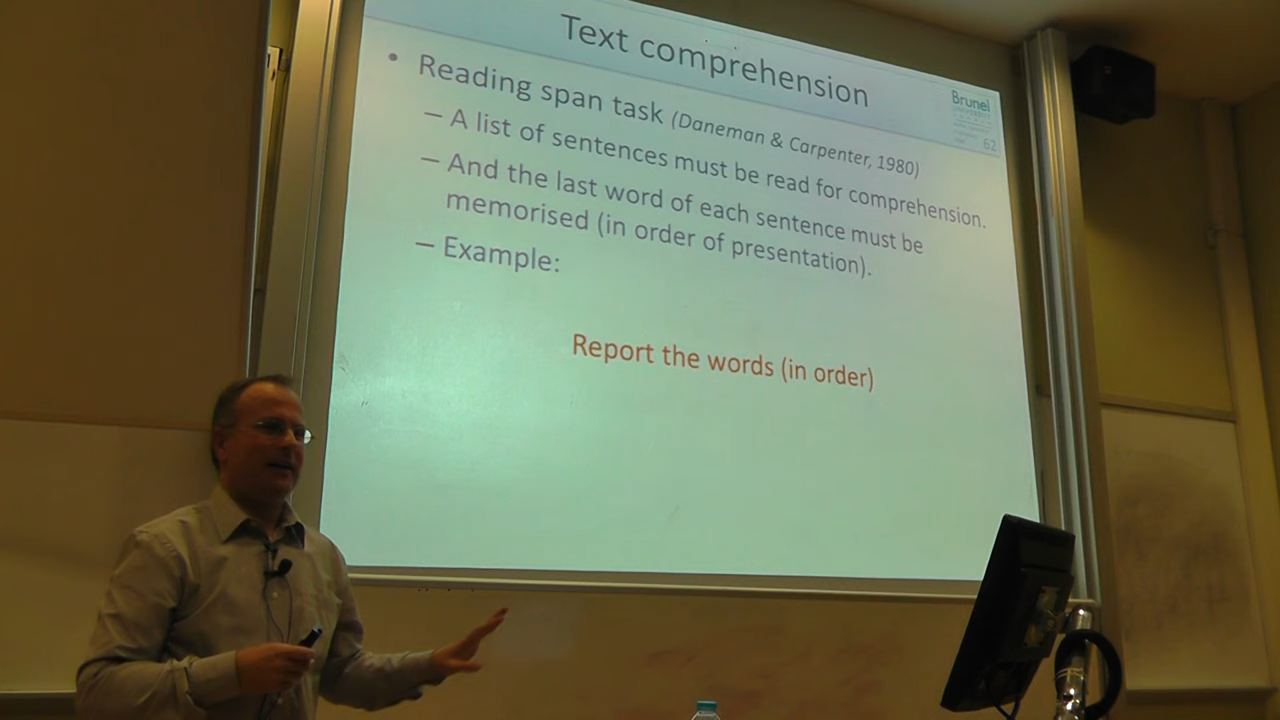 Text comprehension
Brunel
UNIVERSITY
62
• Reading span task (Daneman & Carpenter, 1980)
– A list of sentences must be read for comprehension.
– And the last word of each sentence must be
memorised (in order of presentation).
– Example:
Report the words (in order)